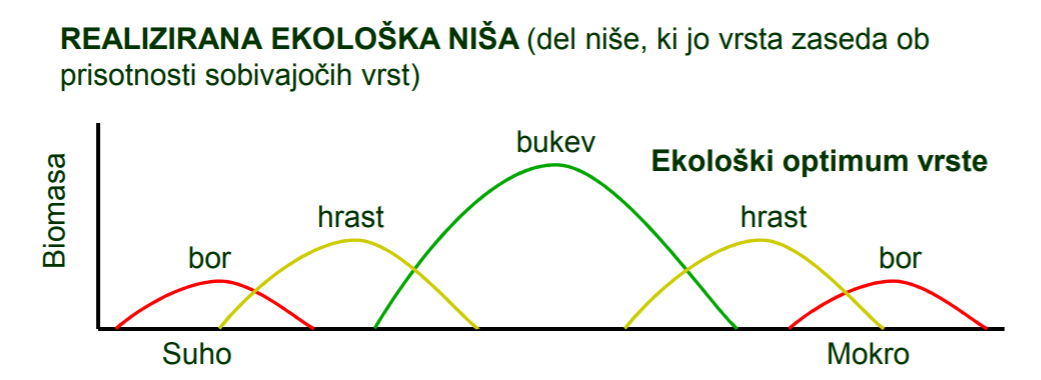 REALIZIRANA EKOLOŠKA NIŠA (del niše, ki jo vrsta zaseda ob
prisotnosti sobivajočih vrst)
bukev
Ekološki optimum vrste
hrast
hrast
bor
bor
Biomasa
Suho
Mokro